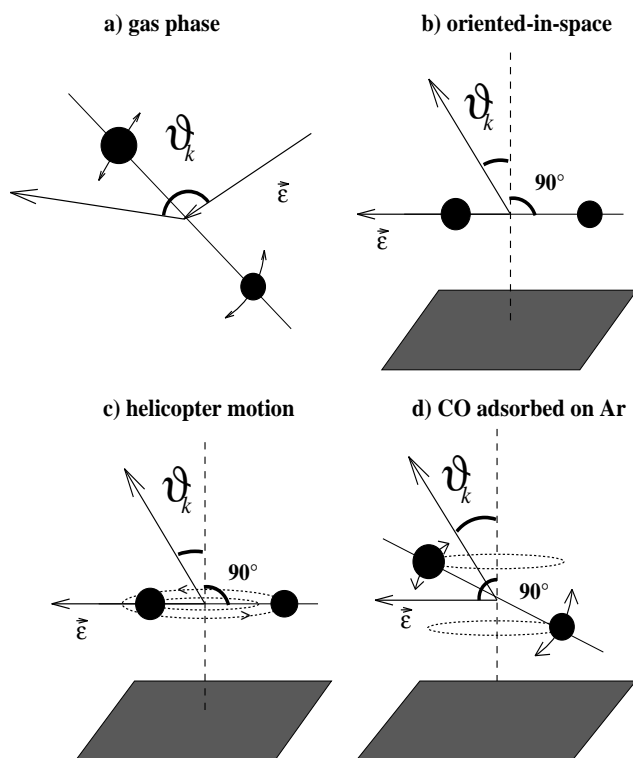 a) gas phase
ϑk
ε⃗
b) oriented-in-space
ϑk
90°
ε⃗
c) helicopter motion
ϑk
90°
ε⃗
d) CO adsorbed on Ar
ϑk
90°
ε⃗